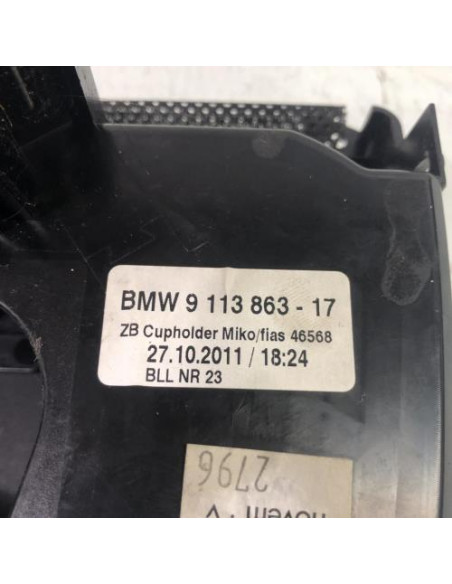 BMW 9 113 863 - 17
ZB Cupholder Miko/fias 46568
27.10.2011 / 18:24
BLL NR 23
2796
novem · V